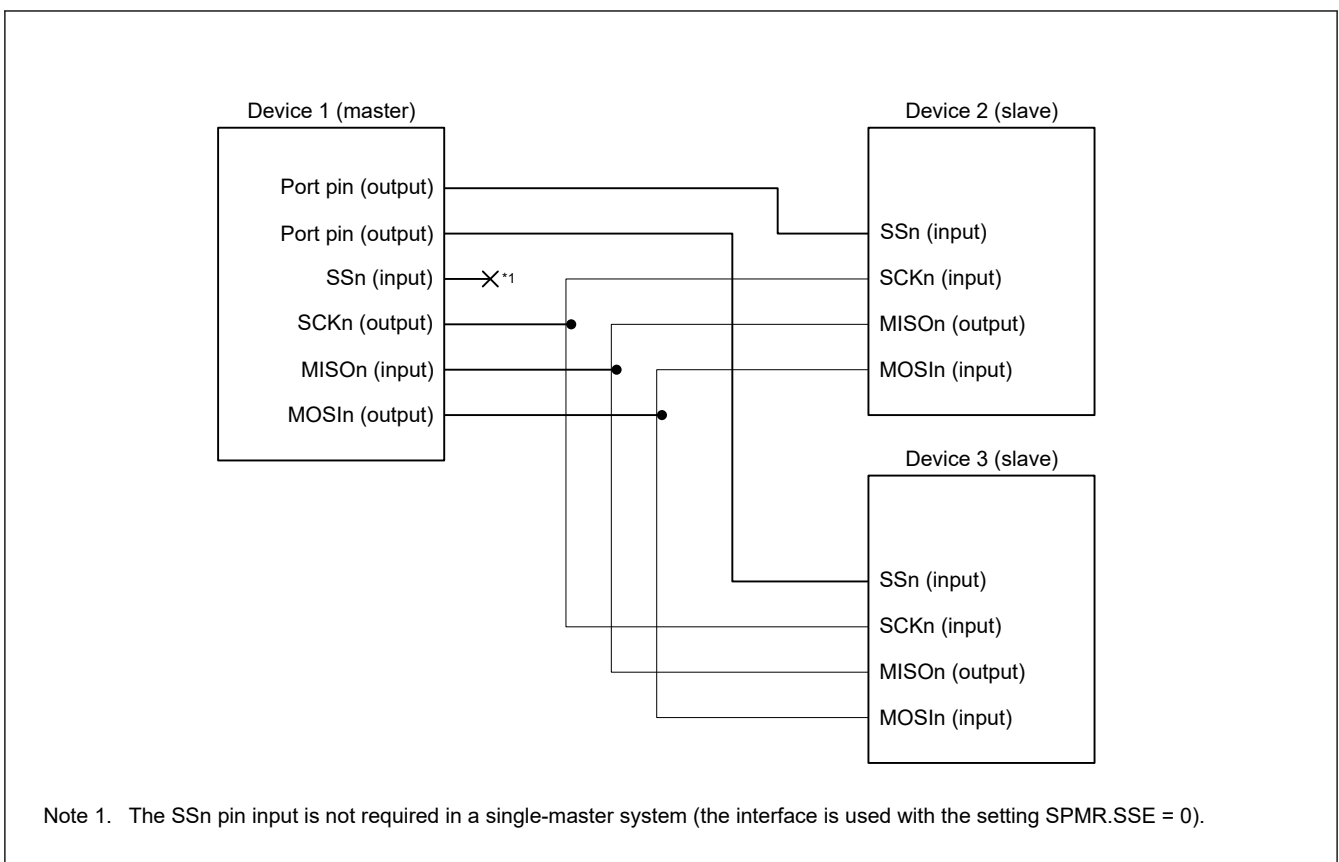 Device 1 (master)
Port pin (output)
Port pin (output)
SSn (input)
*1
SCKn (output)
MISOn (input)
MOSIn (output)
Device 2 (slave)
SSn (input)
SCKn (input)
MISOn (output)
MOSIn (input)
Device 3 (slave)
SSn (input)
SCKn (input)
MISOn (output)
MOSIn (input)
Note 1. The SSn pin input is not required in a single-master system (the interface is used with the setting SPMR.SSE = 0).